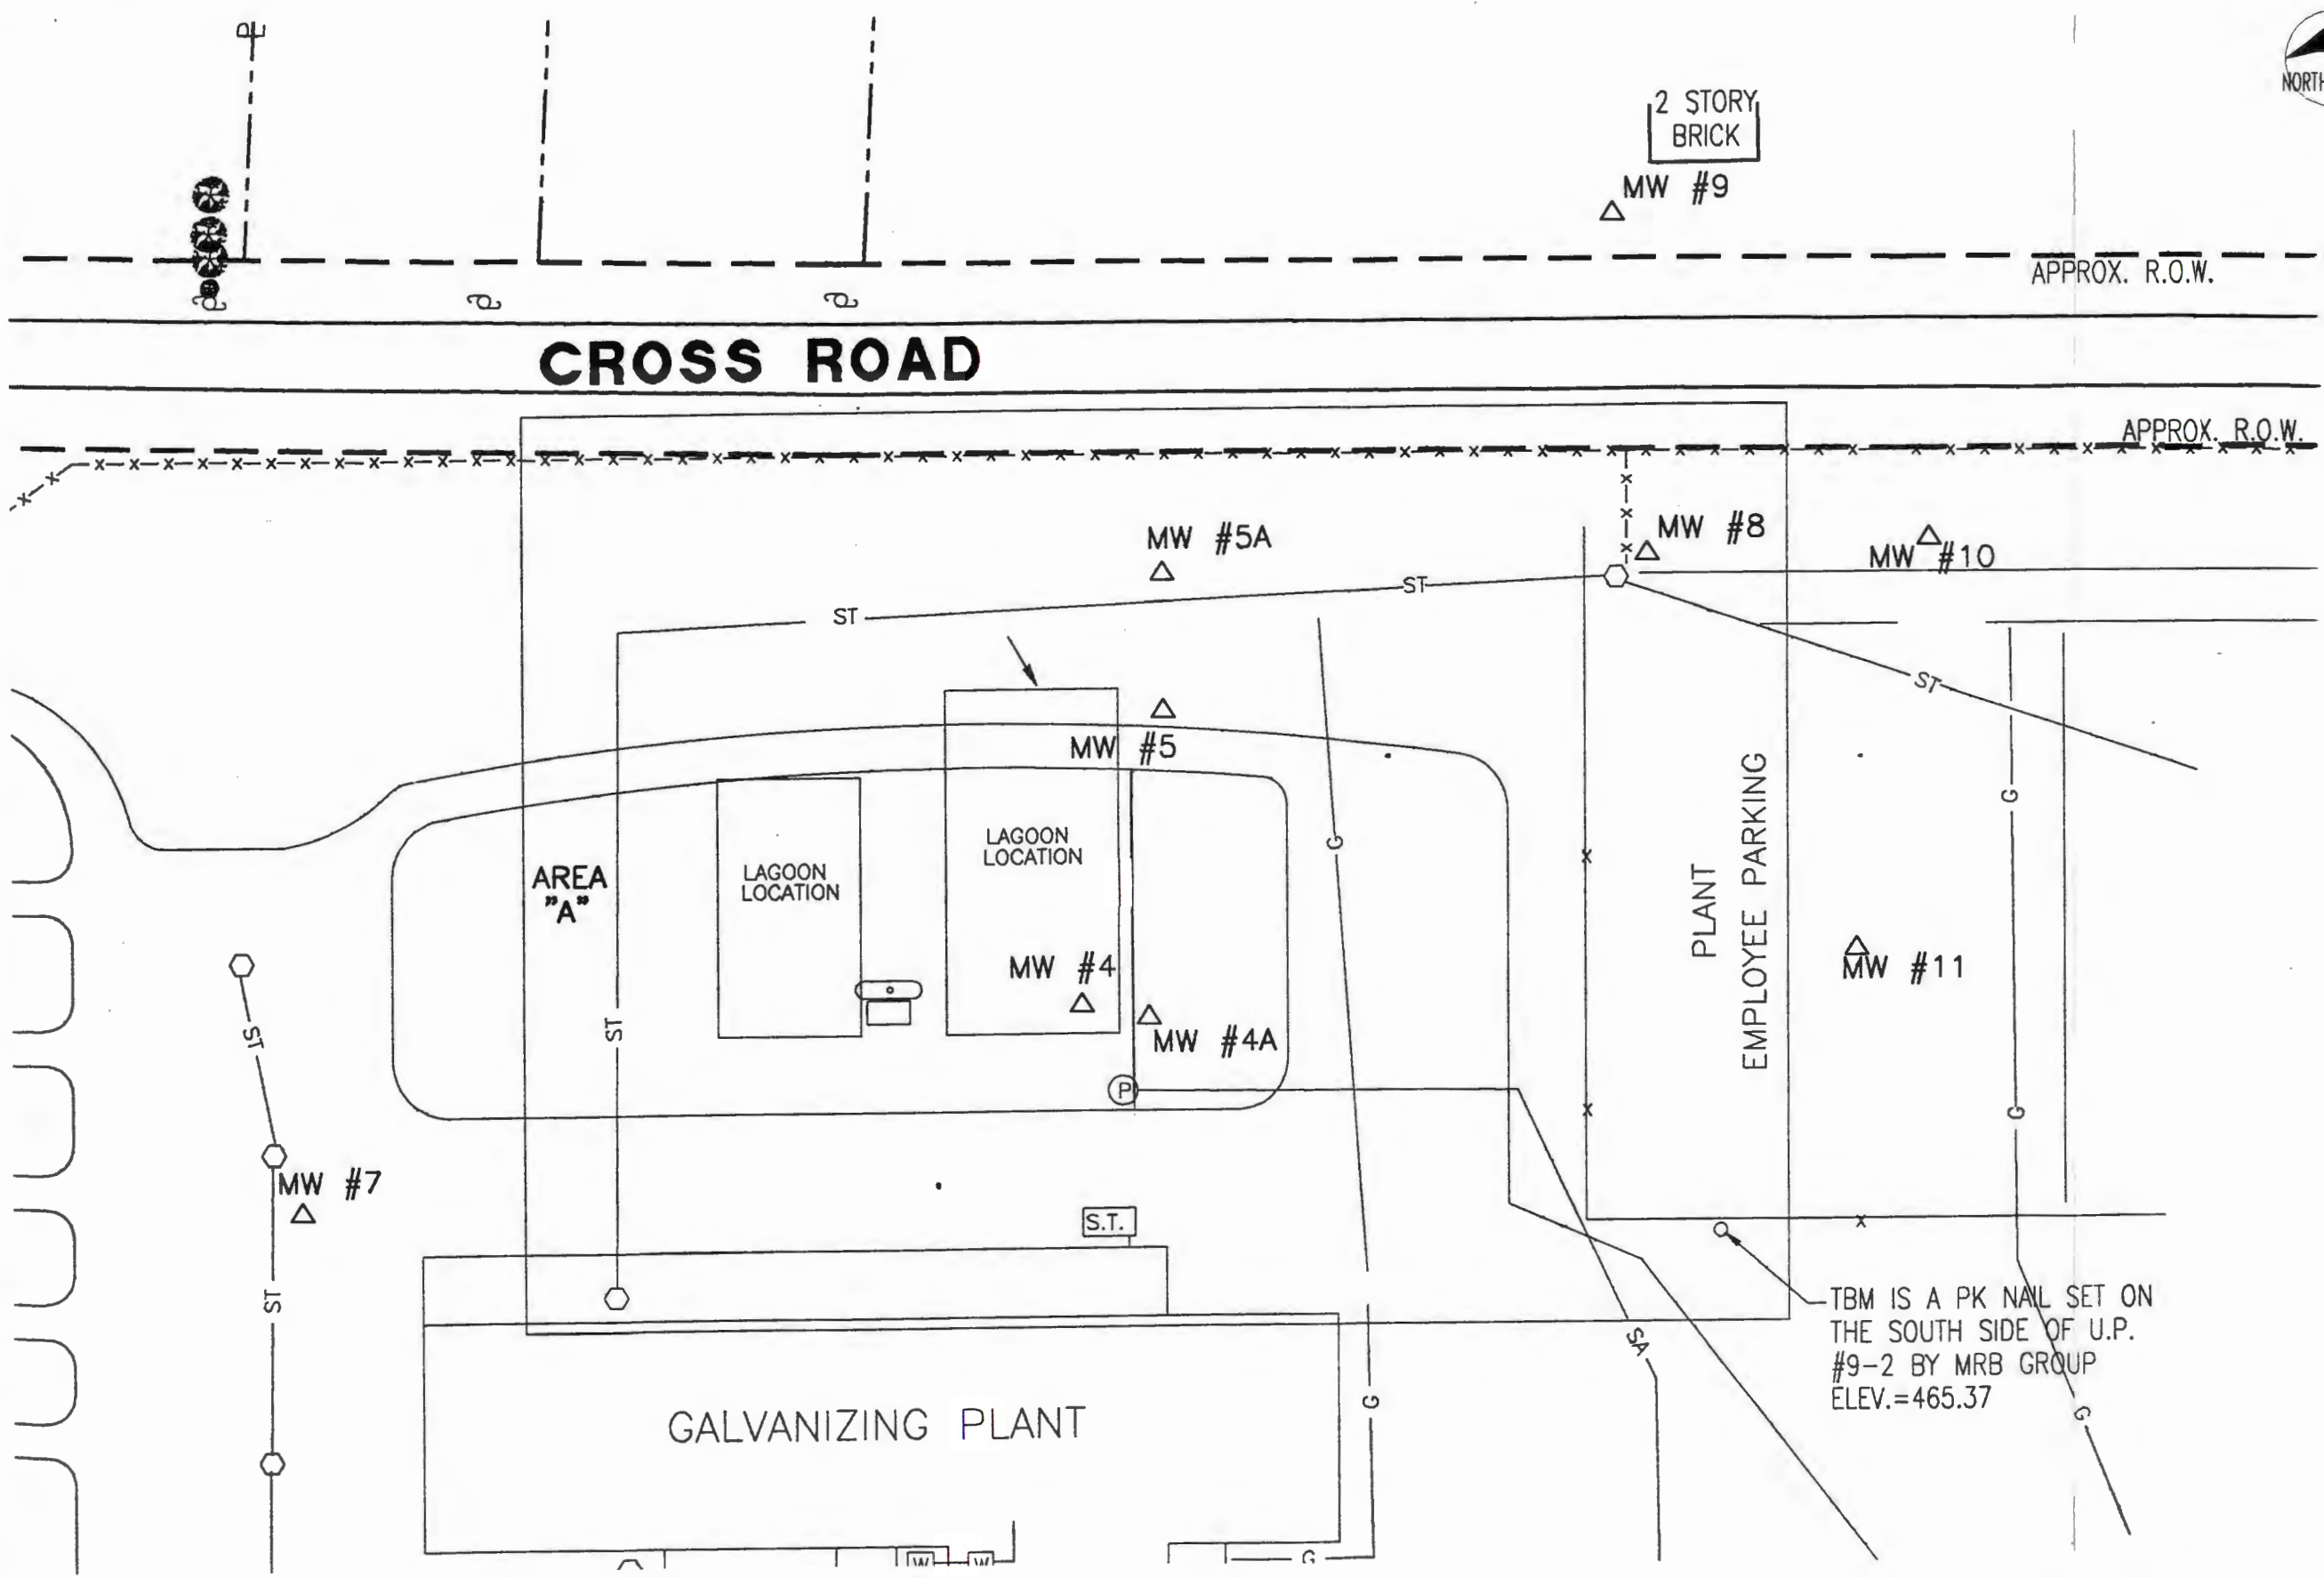 NORTH
2 STORY
BRICK
MW #9
APPROX. R.O.W.
CROSS ROAD
APPROX. R.O.W.
MW #5A
MW #8
MW #10
ST
ST
ST
MW #5
LAGOON
LOCATION
LAGOON
LOCATION
AREA
"A"
G
G
PLANT
EMPLOYEE PARKING
MW #4
MW #11
ST
ST
MW #4A
P
G
MW #7
S.T.
ST
TBM IS A PK NAIL SET ON
THE SOUTH SIDE OF U.P.
#9-2 BY MRB GROUP
ELEV.=465.37
SA
G
G
GALVANIZING PLANT
W
W
G